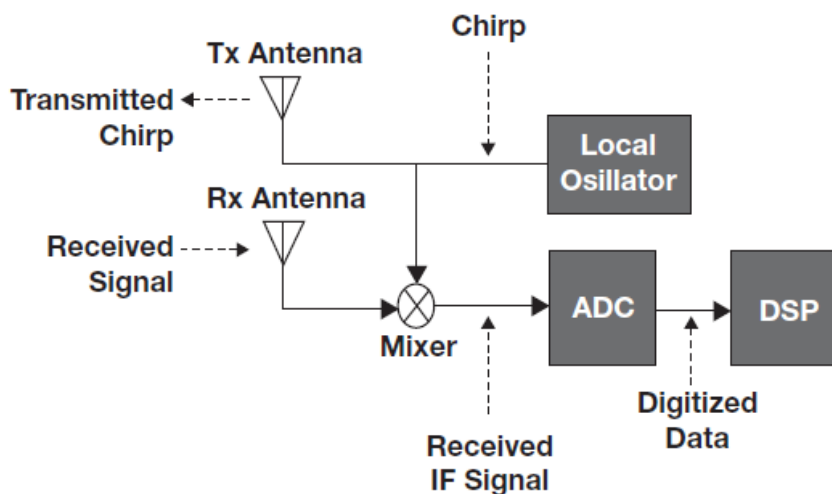 Chirp
Tx Antenna
Transmitted
Chirp
Local
Osillator
Rx Antenna
Received
Signal
ADC
DSP
Mixer
Digitized
Data
Received
IF Signal